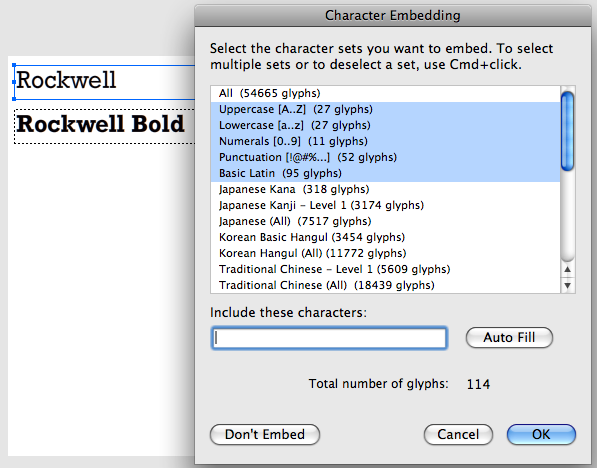 Character Embedding
Rockwell
Rockwell Bold
Select the character sets you want to embed. To select
multiple sets or to deselect a set, use Cmd+click.
All (54665 glyphs)
Uppercase [A..Z] (27 glyphs)
Lowercase [a..z] (27 glyphs)
Numerals [0..9] (11 glyphs)
Punctuation [!@#%...] (52 glyphs)
Basic Latin (95 glyphs)
Japanese Kana (318 glyphs)
Japanese Kanji - Level 1 (3174 glyphs)
Japanese (All) (7517 glyphs)
Korean Basic Hangul (3454 glyphs)
Korean Hangul (All) (11772 glyphs)
Traditional Chinese - Level 1 (5609 glyphs)
Traditional Chinese (All) (18439 glyphs)
Include these characters:
Auto Fill
Total number of glyphs: 114
Don't Embed
Cancel
OK